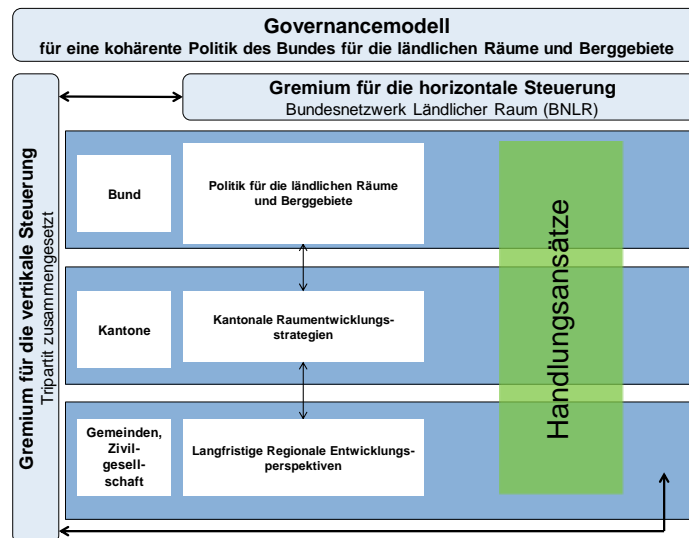 Governancemodell
für eine kohärente Politik des Bundes für die ländlichen Räume und Berggebiete
Gremium für die horizontale Steuerung
Bundesnetzwerk Ländlicher Raum (BNLR)
Gremium für die vertikale Steuerung
Tripartit zusammengesetzt
Bund
Politik für die ländlichen Räume
und Berggebiete
Kantone
Kantonale Raumentwicklungs-
strategien
Gemeinden,
Zivil-
gesell-
schaft
Langfristige Regionale Entwicklungs-
perspektiven
Handlungsansätze